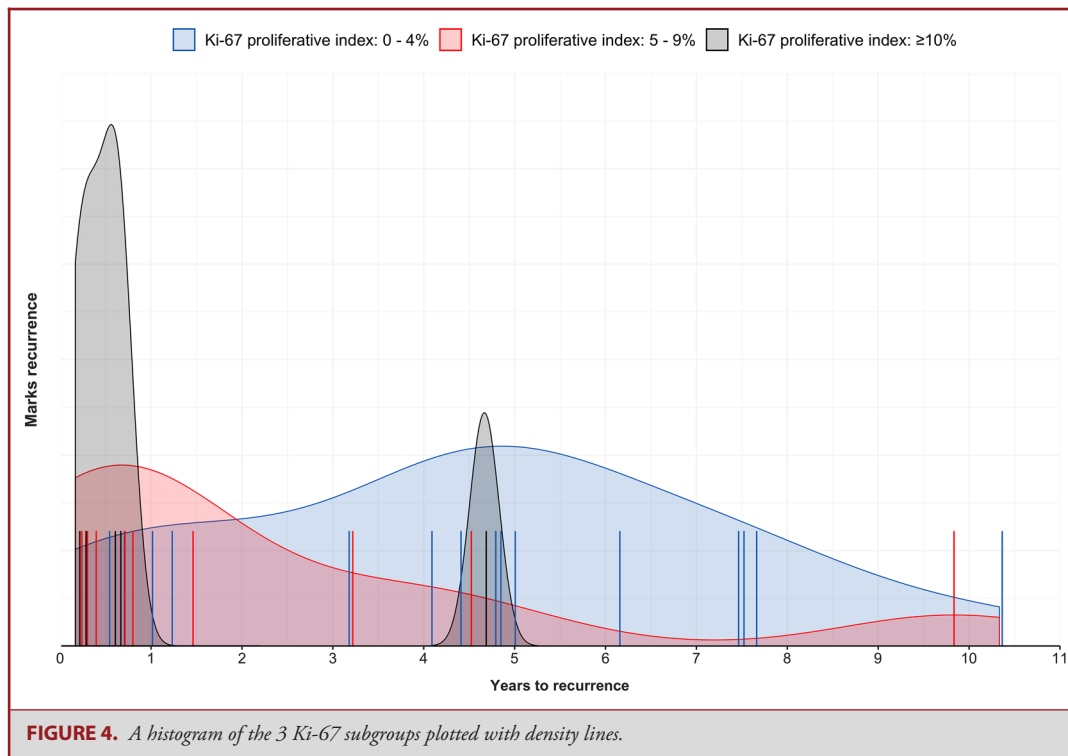 Ki-67 proliferative index: 0 - 4% Ki-67 proliferative index: 5 - 9% Ki-67 proliferative index: ≥10%
Marks recurrence
0 1 2 3 4 5 6 7 8 9 10 11
Years to recurrence
FIGURE 4. A histogram of the 3 Ki-67 subgroups plotted with density lines.